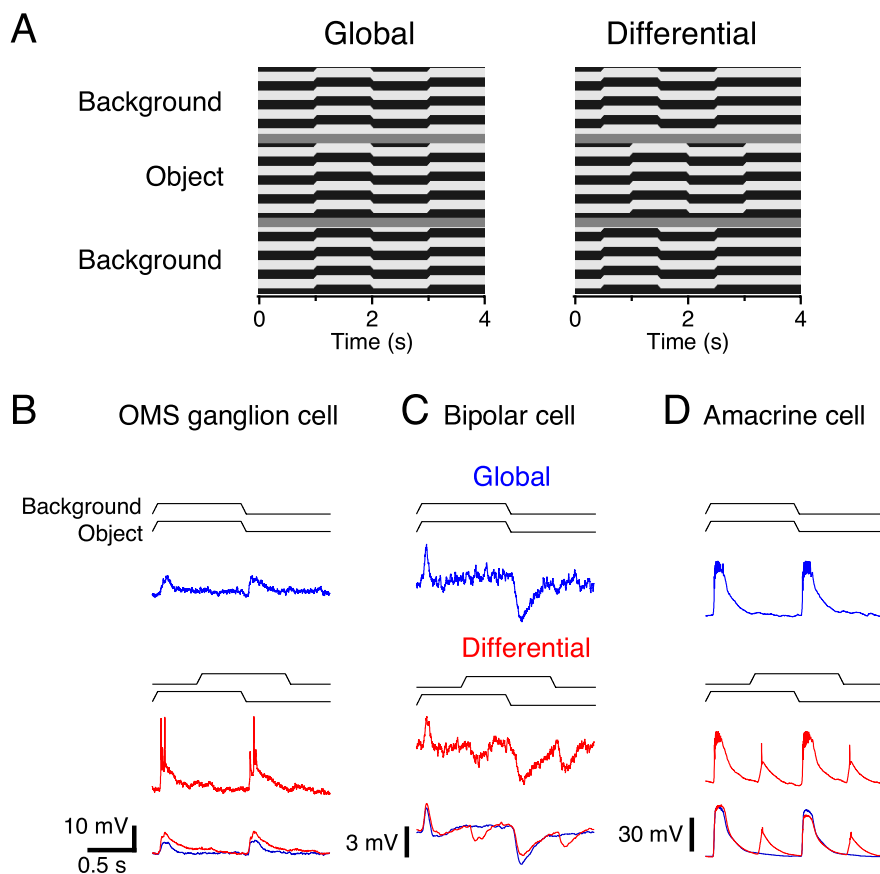 A
Global
Differential
Background
Object
Background
0
2
4
Time (s)
0
2
4
Time (s)
B
OMS ganglion cell
C
Bipolar cell
D
Amacrine cell
Global
Background
Object
Differential
10 mV
0.5 s
3 mV
30 mV